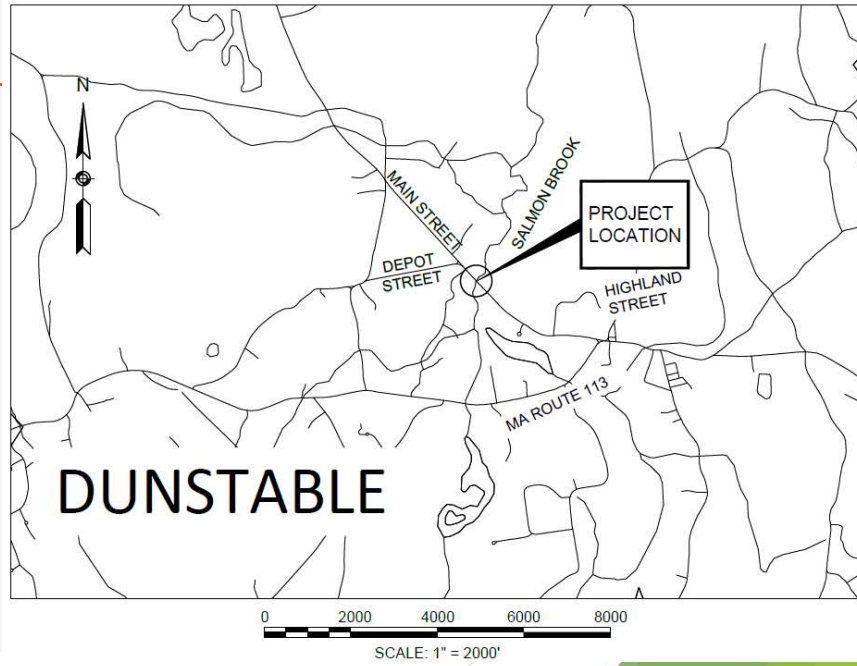 N
MAIN STREET
SALMON BROOK
PROJECT
LOCATION
DEPOT
STREET
HIGHLAND
STREET
MA ROUTE 113
DUNSTABLE
0 2000 4000 6000 8000
SCALE: 1" = 2000'